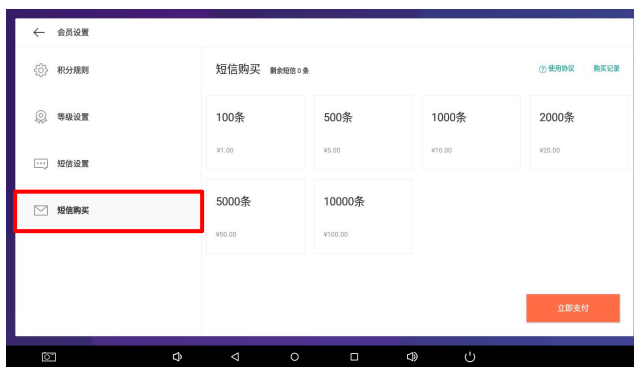 会员设置
积分规则
等级设置
短信设置
短信购买
短信购买 剩余短信 0 条
使用协议 购买记录
100条 500条 1000条 2000条
¥1.00 ¥5.00 ¥10.00 ¥20.00
5000条 10000条
¥50.00 ¥100.00
立即支付